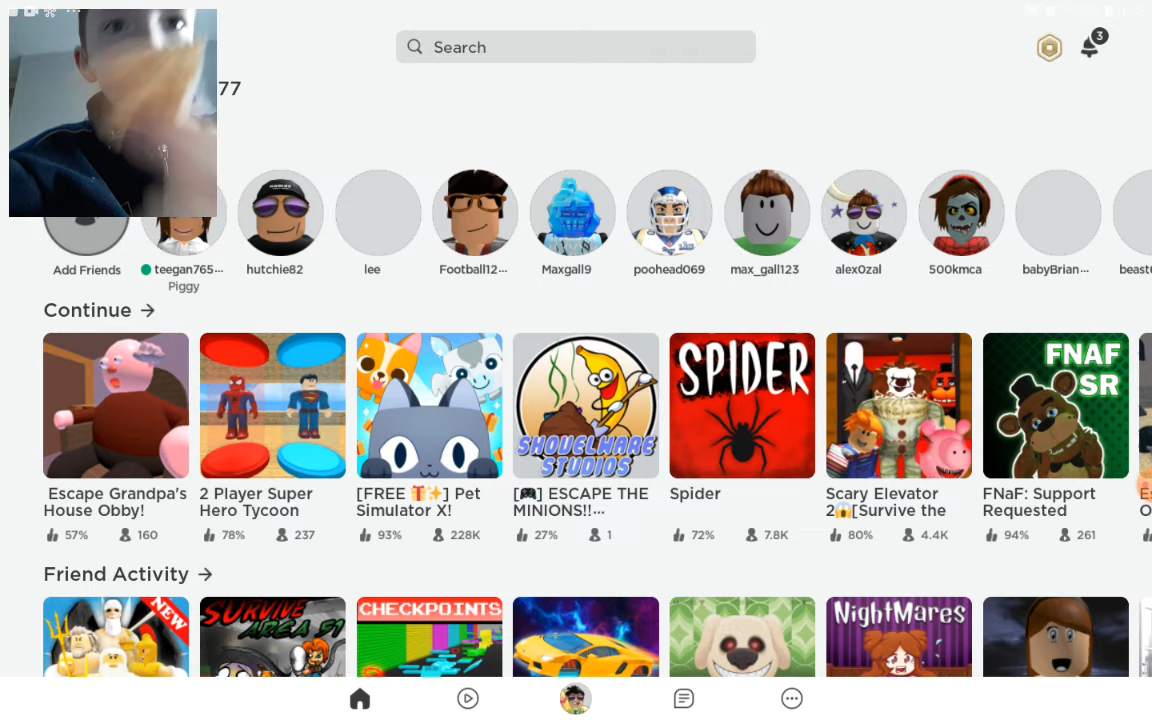 Search
3
77
Add Friends
teegan765...
hutchie82
lee
Football12...
Maxgall9
poohead069
max_gall123
alex0zal
500kmca
babyBrian...
Piggy
Continue →
SPIDER
FNAF
SR
SHOVELWARE
STUDIOS
Escape Grandpa's
House Obby!
2 Player Super
Hero Tycoon
[FREE 🎁✨] Pet
Simulator X!
[🎮] ESCAPE THE
MINIONS!!...
Spider
Scary Elevator
2😱[Survive the
FNaF: Support
Requested
57% 160
78% 237
93% 228K
27% 1
72% 7.8K
80% 4.4K
94% 261
Friend Activity →
NEW
SURVIVE
AREA 51
CHECKPOINTS
NIGHTMARES